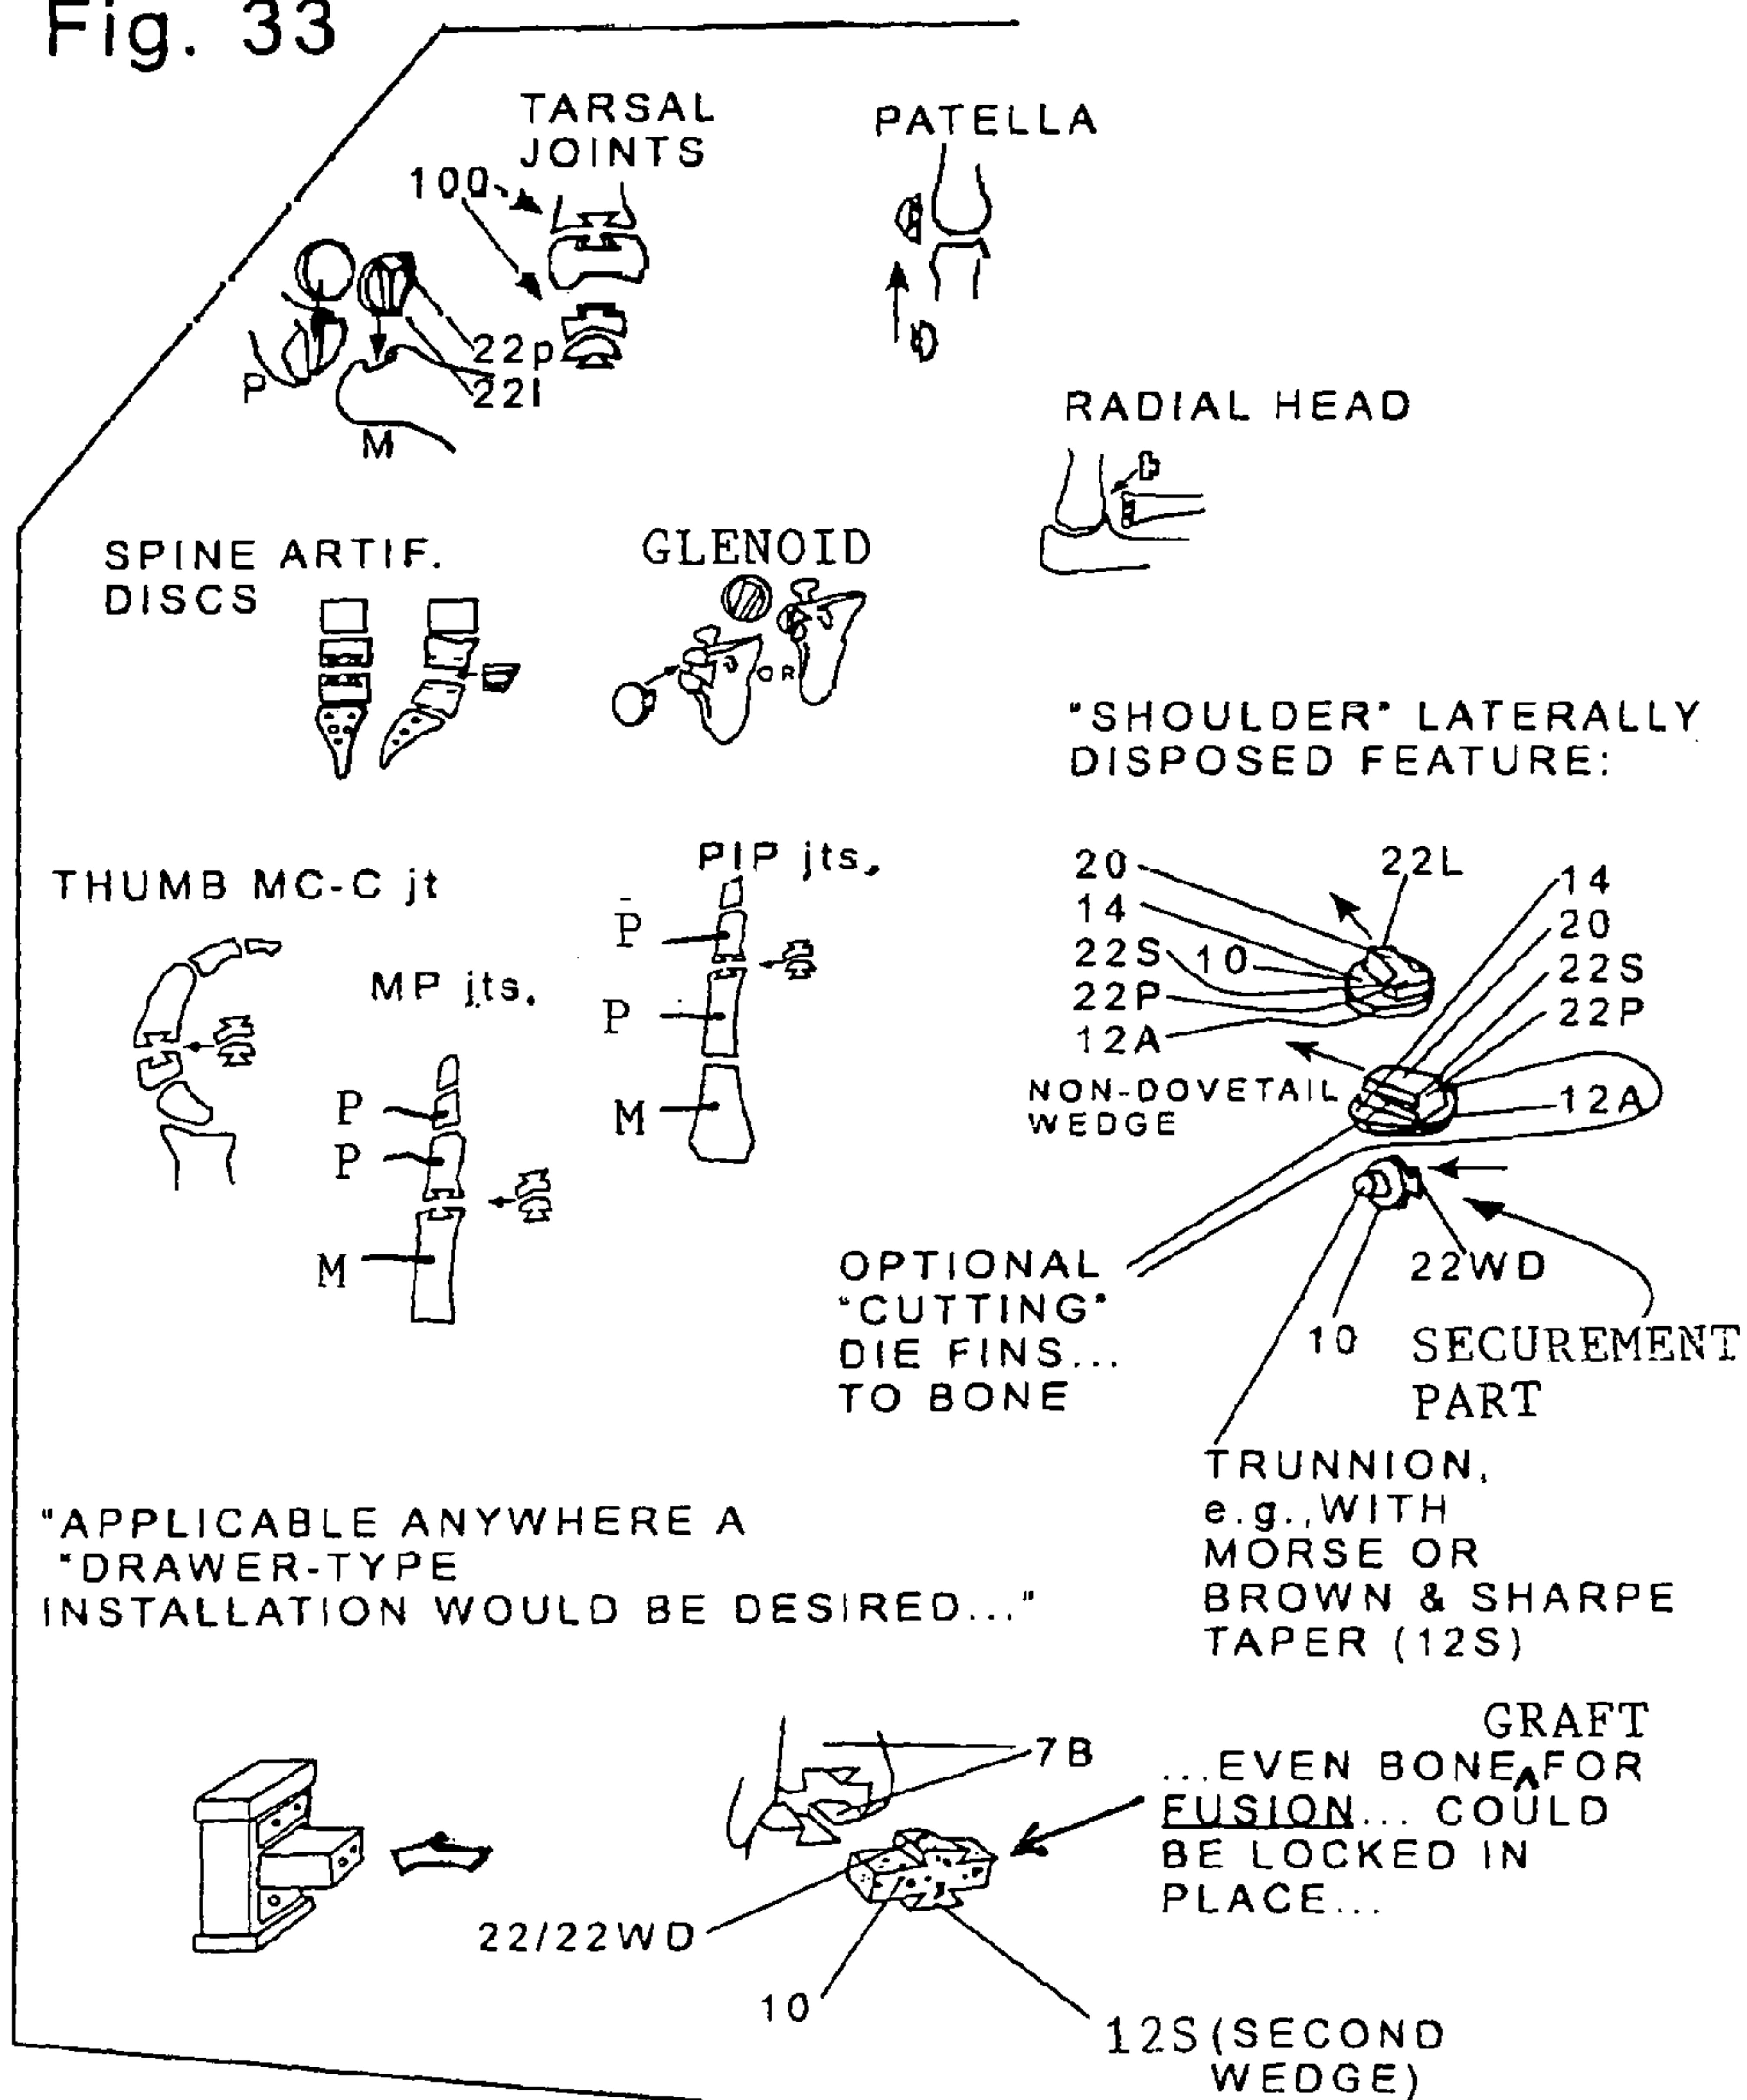 Fig. 33
TARSAL
JOINTS
PATELLA
100
22p
22l
P
M
RADIAL HEAD
SPINE ARTIF.
DISCS
GLENOID
OR
"SHOULDER" LATERALLY
DISPOSED FEATURE:
THUMB MC-C jt
MP jts.
P
P
M
PIP jts.
P
P
M
20
14
22S
10
22P
12A
22L
14
20
22S
22P
12A
NON-DOVETAIL
WEDGE
22WD
10
SECUREMENT
PART
OPTIONAL
"CUTTING"
DIE FINS...
TO BONE
TRUNNION,
e.g.,WITH
MORSE OR
BROWN & SHARPE
TAPER (12S)
"APPLICABLE ANYWHERE A
"DRAWER-TYPE
INSTALLATION WOULD BE DESIRED..."
7B
GRAFT
...EVEN BONE FOR
FUSION... COULD
BE LOCKED IN
PLACE...
22/22WD
10
12S(SECOND
WEDGE)